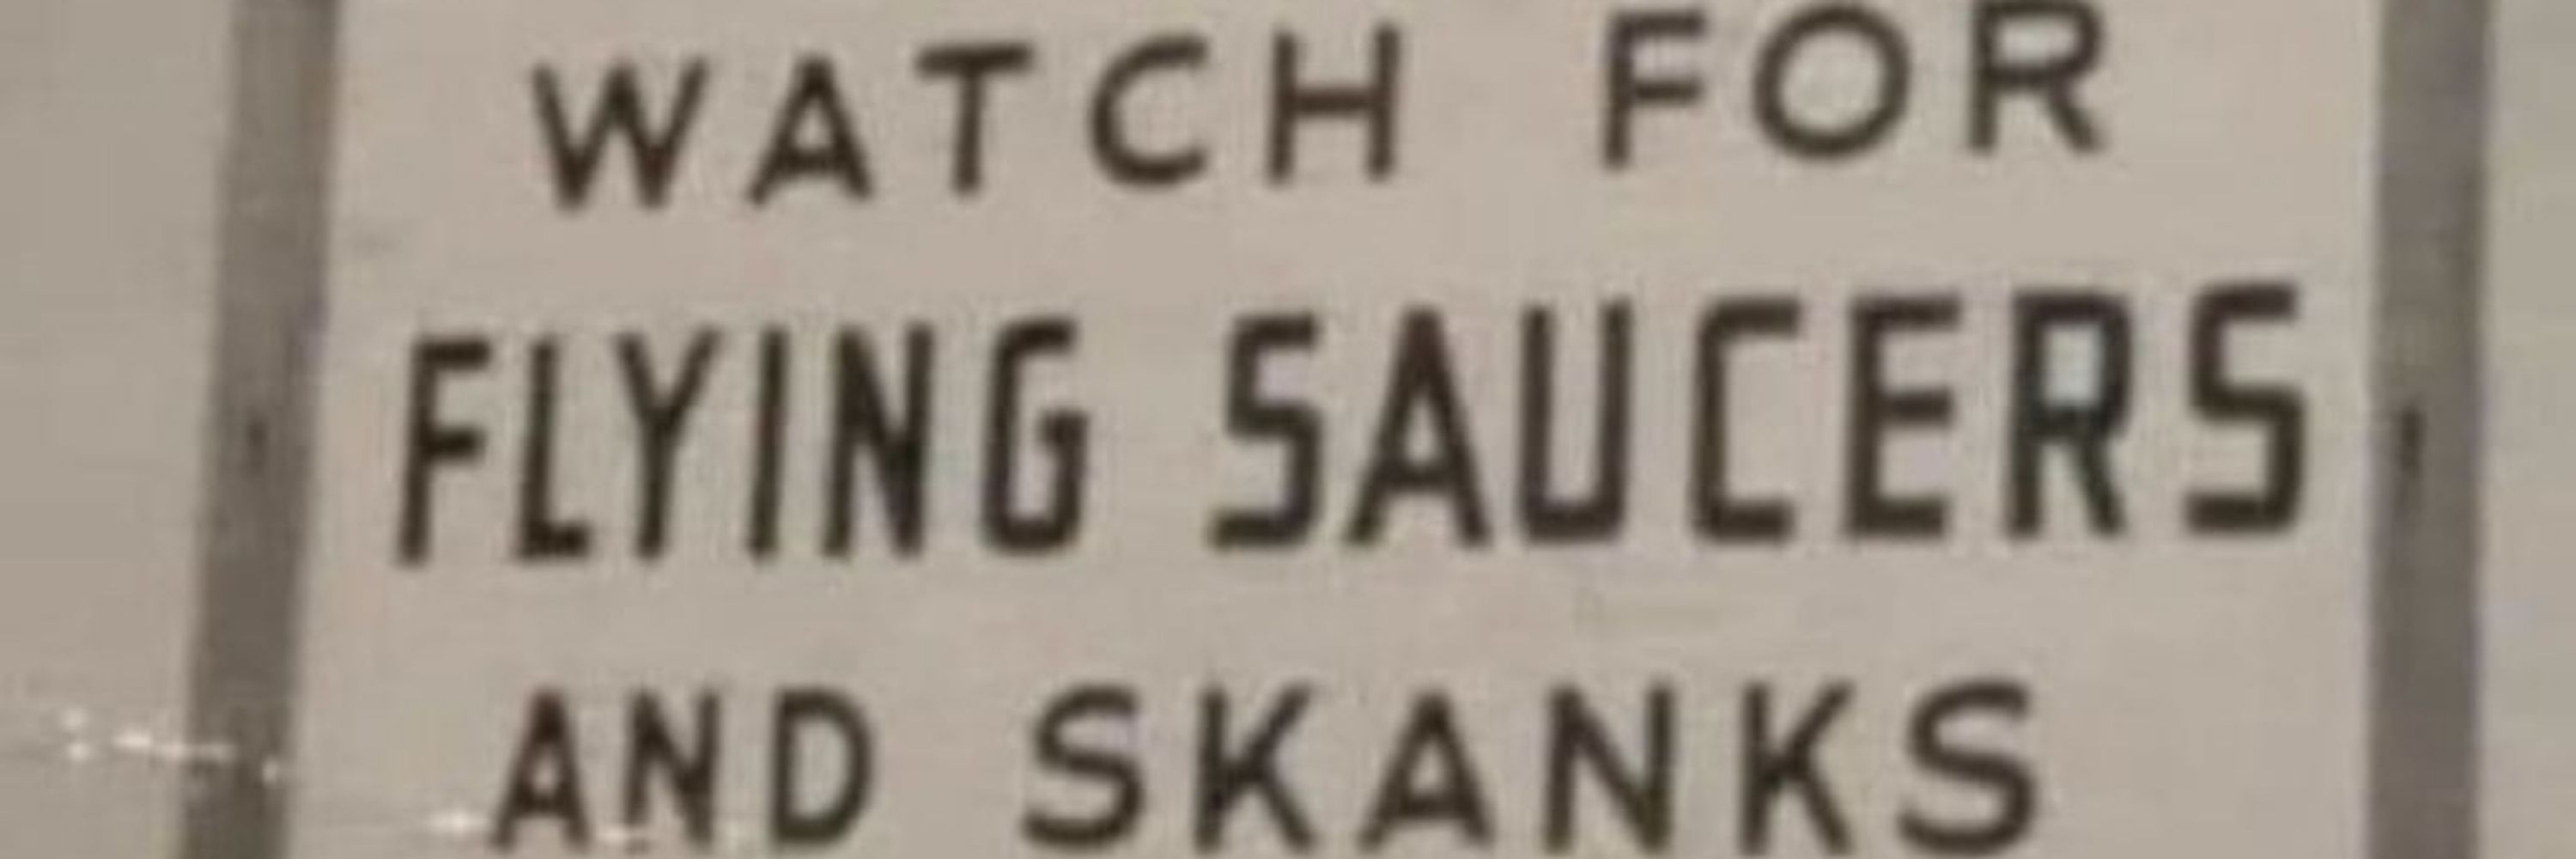 WATCH FOR
FLYING SAUCERS
AND SKANKS